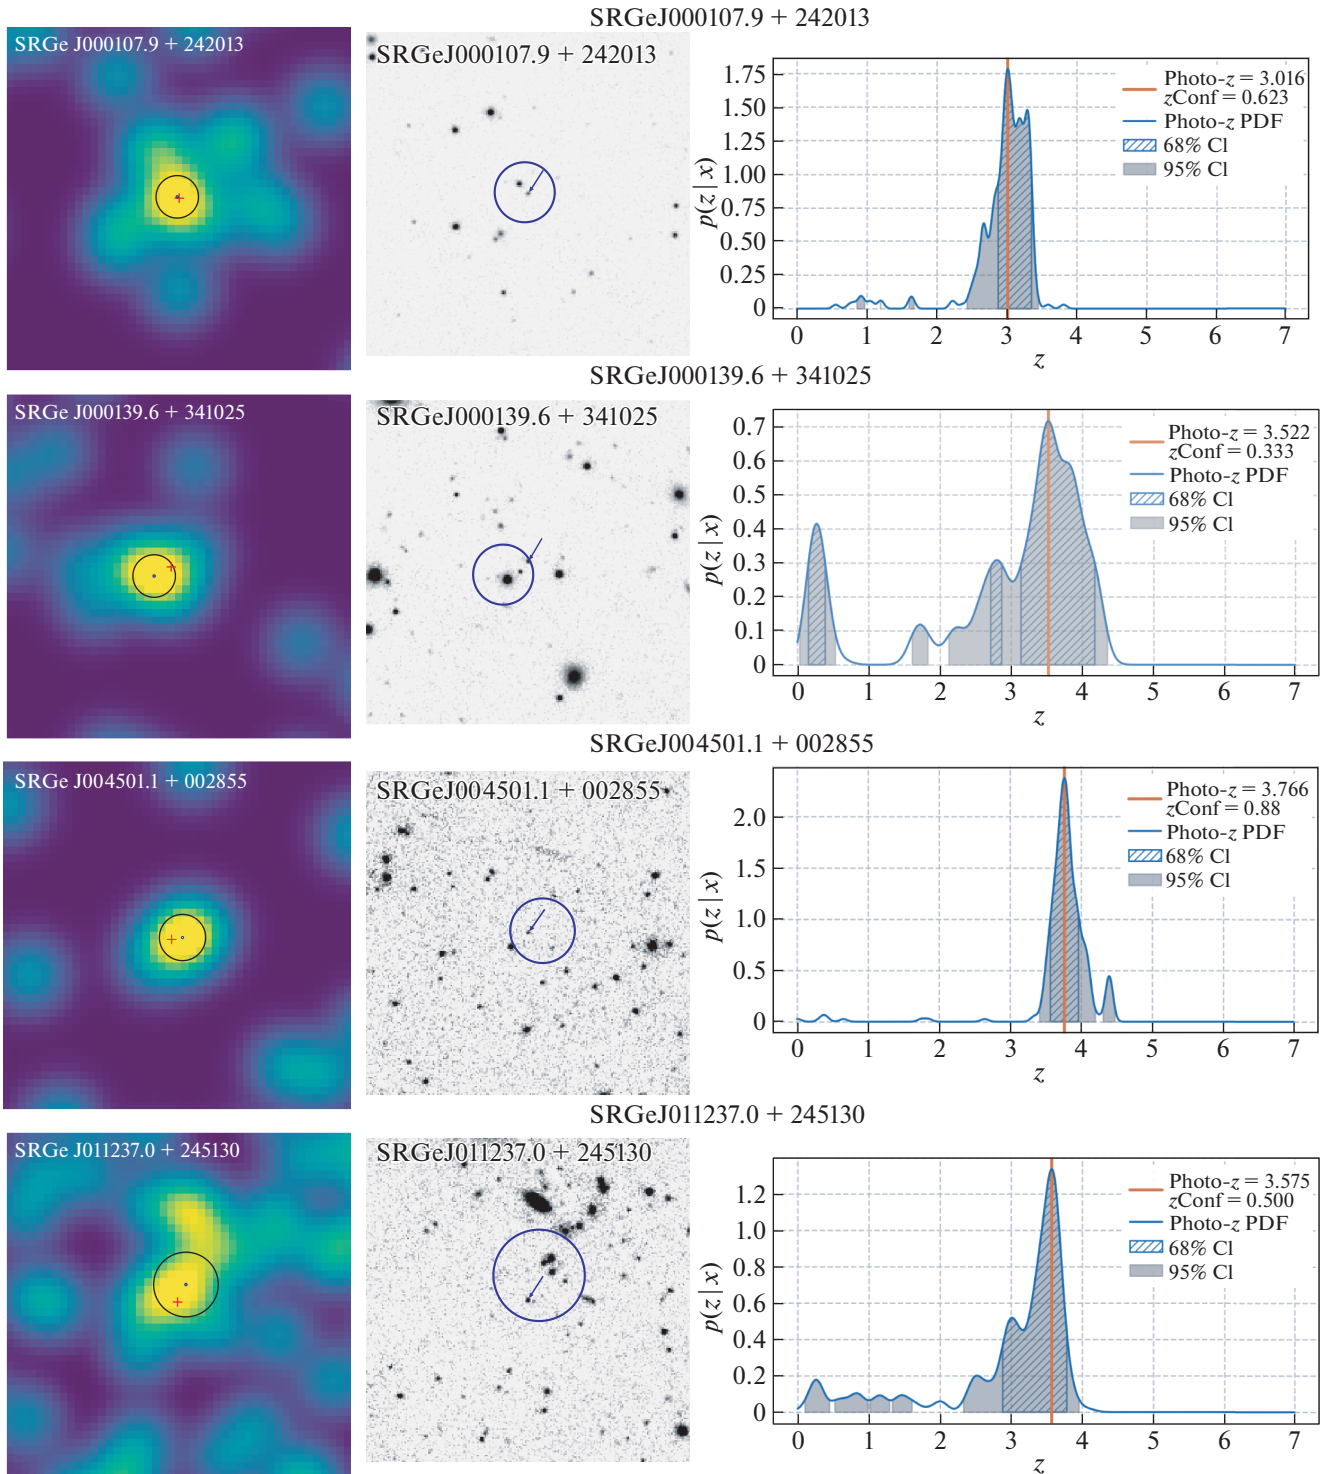 SRGeJ000107.9 + 242013
SRGe J000107.9 + 242013
SRGeJ000107.9 + 242013
1.75
1.50
1.25
1.00
0.75
0.50
0.25
0
p(z|x)
Photo-z = 3.016
zConf = 0.623
Photo-z PDF
68% Cl
95% Cl
0 1 2 3 4 5 6 7
z
SRGeJ000139.6 + 341025
SRGe J000139.6 + 341025
SRGeJ000139.6 + 341025
0.7
0.6
0.5
0.4
0.3
0.2
0.1
0
p(z|x)
Photo-z = 3.522
zConf = 0.333
Photo-z PDF
68% Cl
95% Cl
0 1 2 3 4 5 6 7
z
SRGeJ004501.1 + 002855
SRGe J004501.1 + 002855
SRGeJ004501.1 + 002855
2.0
1.5
1.0
0.5
0
p(z|x)
Photo-z = 3.766
zConf = 0.88
Photo-z PDF
68% Cl
95% Cl
0 1 2 3 4 5 6 7
z
SRGeJ011237.0 + 245130
SRGe J011237.0 + 245130
SRGeJ011237.0 + 245130
1.2
1.0
0.8
0.6
0.4
0.2
0
p(z|x)
Photo-z = 3.575
zConf = 0.500
Photo-z PDF
68% Cl
95% Cl
0 1 2 3 4 5 6 7
z